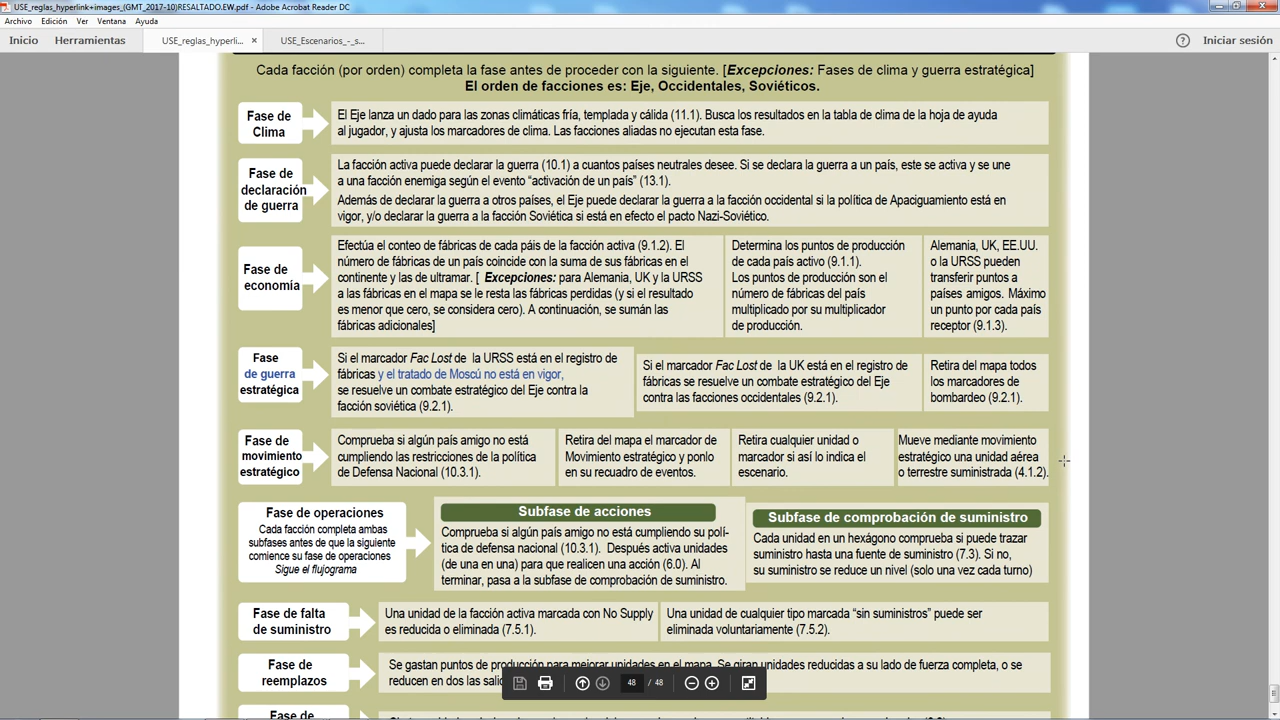 USE_reglas_hyperlink+images_(GMT_2017-10)RESALTADO.EW.pdf - Adobe Acrobat Reader DC
Archivo Edición Ver Ventana Ayuda
Inicio Herramientas USE_reglas_hyperli... × USE_Escenarios_-_s... ? Iniciar sesión
Cada facción (por orden) completa la fase antes de proceder con la siguiente. [Excepciones: Fases de clima y guerra estratégica]
El orden de facciones es: Eje, Occidentales, Soviéticos.
Fase de
Clima
El Eje lanza un dado para las zonas climáticas fría, templada y cálida (11.1). Busca los resultados en la tabla de clima de la hoja de ayuda
al jugador, y ajusta los marcadores de clima. Las facciones aliadas no ejecutan esta fase.
Fase de
declaración
de guerra
La facción activa puede declarar la guerra (10.1) a cuantos países neutrales desee. Si se declara la guerra a un país, este se activa y se une
a una facción enemiga según el evento “activación de un país” (13.1).
Además de declarar la guerra a otros países, el Eje puede declarar la guerra a la facción occidental si la política de Apaciguamiento está en
vigor, y/o declarar la guerra a la facción Soviética si está en efecto el pacto Nazi-Soviético.
Fase de
economía
Efectúa el conteo de fábricas de cada páis de la facción activa (9.1.2). El
número de fábricas de un país coincide con la suma de sus fábricas en el
continente y las de ultramar. [ Excepciones: para Alemania, UK y la URSS
a las fábricas en el mapa se le resta las fábricas perdidas (y si el resultado
es menor que cero, se considera cero). A continuación, se sumán las
fábricas adicionales]
Determina los puntos de producción
de cada país activo (9.1.1).
Los puntos de producción son el
número de fábricas del país
multiplicado por su multiplicador
de producción.
Alemania, UK, EE.UU.
o la URSS pueden
transferir puntos a
países amigos. Máximo
un punto por cada país
receptor (9.1.3).
Fase
de guerra
estratégica
Si el marcador Fac Lost de la URSS está en el registro de
fábricas y el tratado de Moscú no está en vigor,
se resuelve un combate estratégico del Eje contra la
facción soviética (9.2.1).
Si el marcador Fac Lost de la UK está en el registro de
fábricas se resuelve un combate estratégico del Eje
contra las facciones occidentales (9.2.1).
Retira del mapa todos
los marcadores de
bombardeo (9.2.1).
Fase de
movimiento
estratégico
Comprueba si algún país amigo no está
cumpliendo las restricciones de la política
de Defensa Nacional (10.3.1).
Retira del mapa el marcador de
Movimiento estratégico y ponlo
en su recuadro de eventos.
Retira cualquier unidad o
marcador si así lo indica el
escenario.
Mueve mediante movimiento
estratégico una unidad aérea
o terrestre suministrada (4.1.2).
Fase de operaciones
Cada facción completa ambas
subfases antes de que la siguiente
comience su fase de operaciones
Sigue el flujograma
Subfase de acciones
Comprueba si algún país amigo no está cumpliendo su polí-
tica de defensa nacional (10.3.1). Después activa unidades
(de una en una) para que realicen una acción (6.0). Al
terminar, pasa a la subfase de comprobación de suministro.
Subfase de comprobación de suministro
Cada unidad en un hexágono comprueba si puede trazar
suministro hasta una fuente de suministro (7.3). Si no,
su suministro se reduce un nivel (solo una vez cada turno)
Fase de falta
de suministro
Una unidad de la facción activa marcada con No Supply
es reducida o eliminada (7.5.1).
Una unidad de cualquier tipo marcada “sin suministros” puede ser
eliminada voluntariamente (7.5.2).
Fase de
reemplazos
Se gastan puntos de producción para mejorar unidades en el mapa. Se giran unidades reducidas a su lado de fuerza completa, o se
reducen en dos las
48 / 48
Fase de